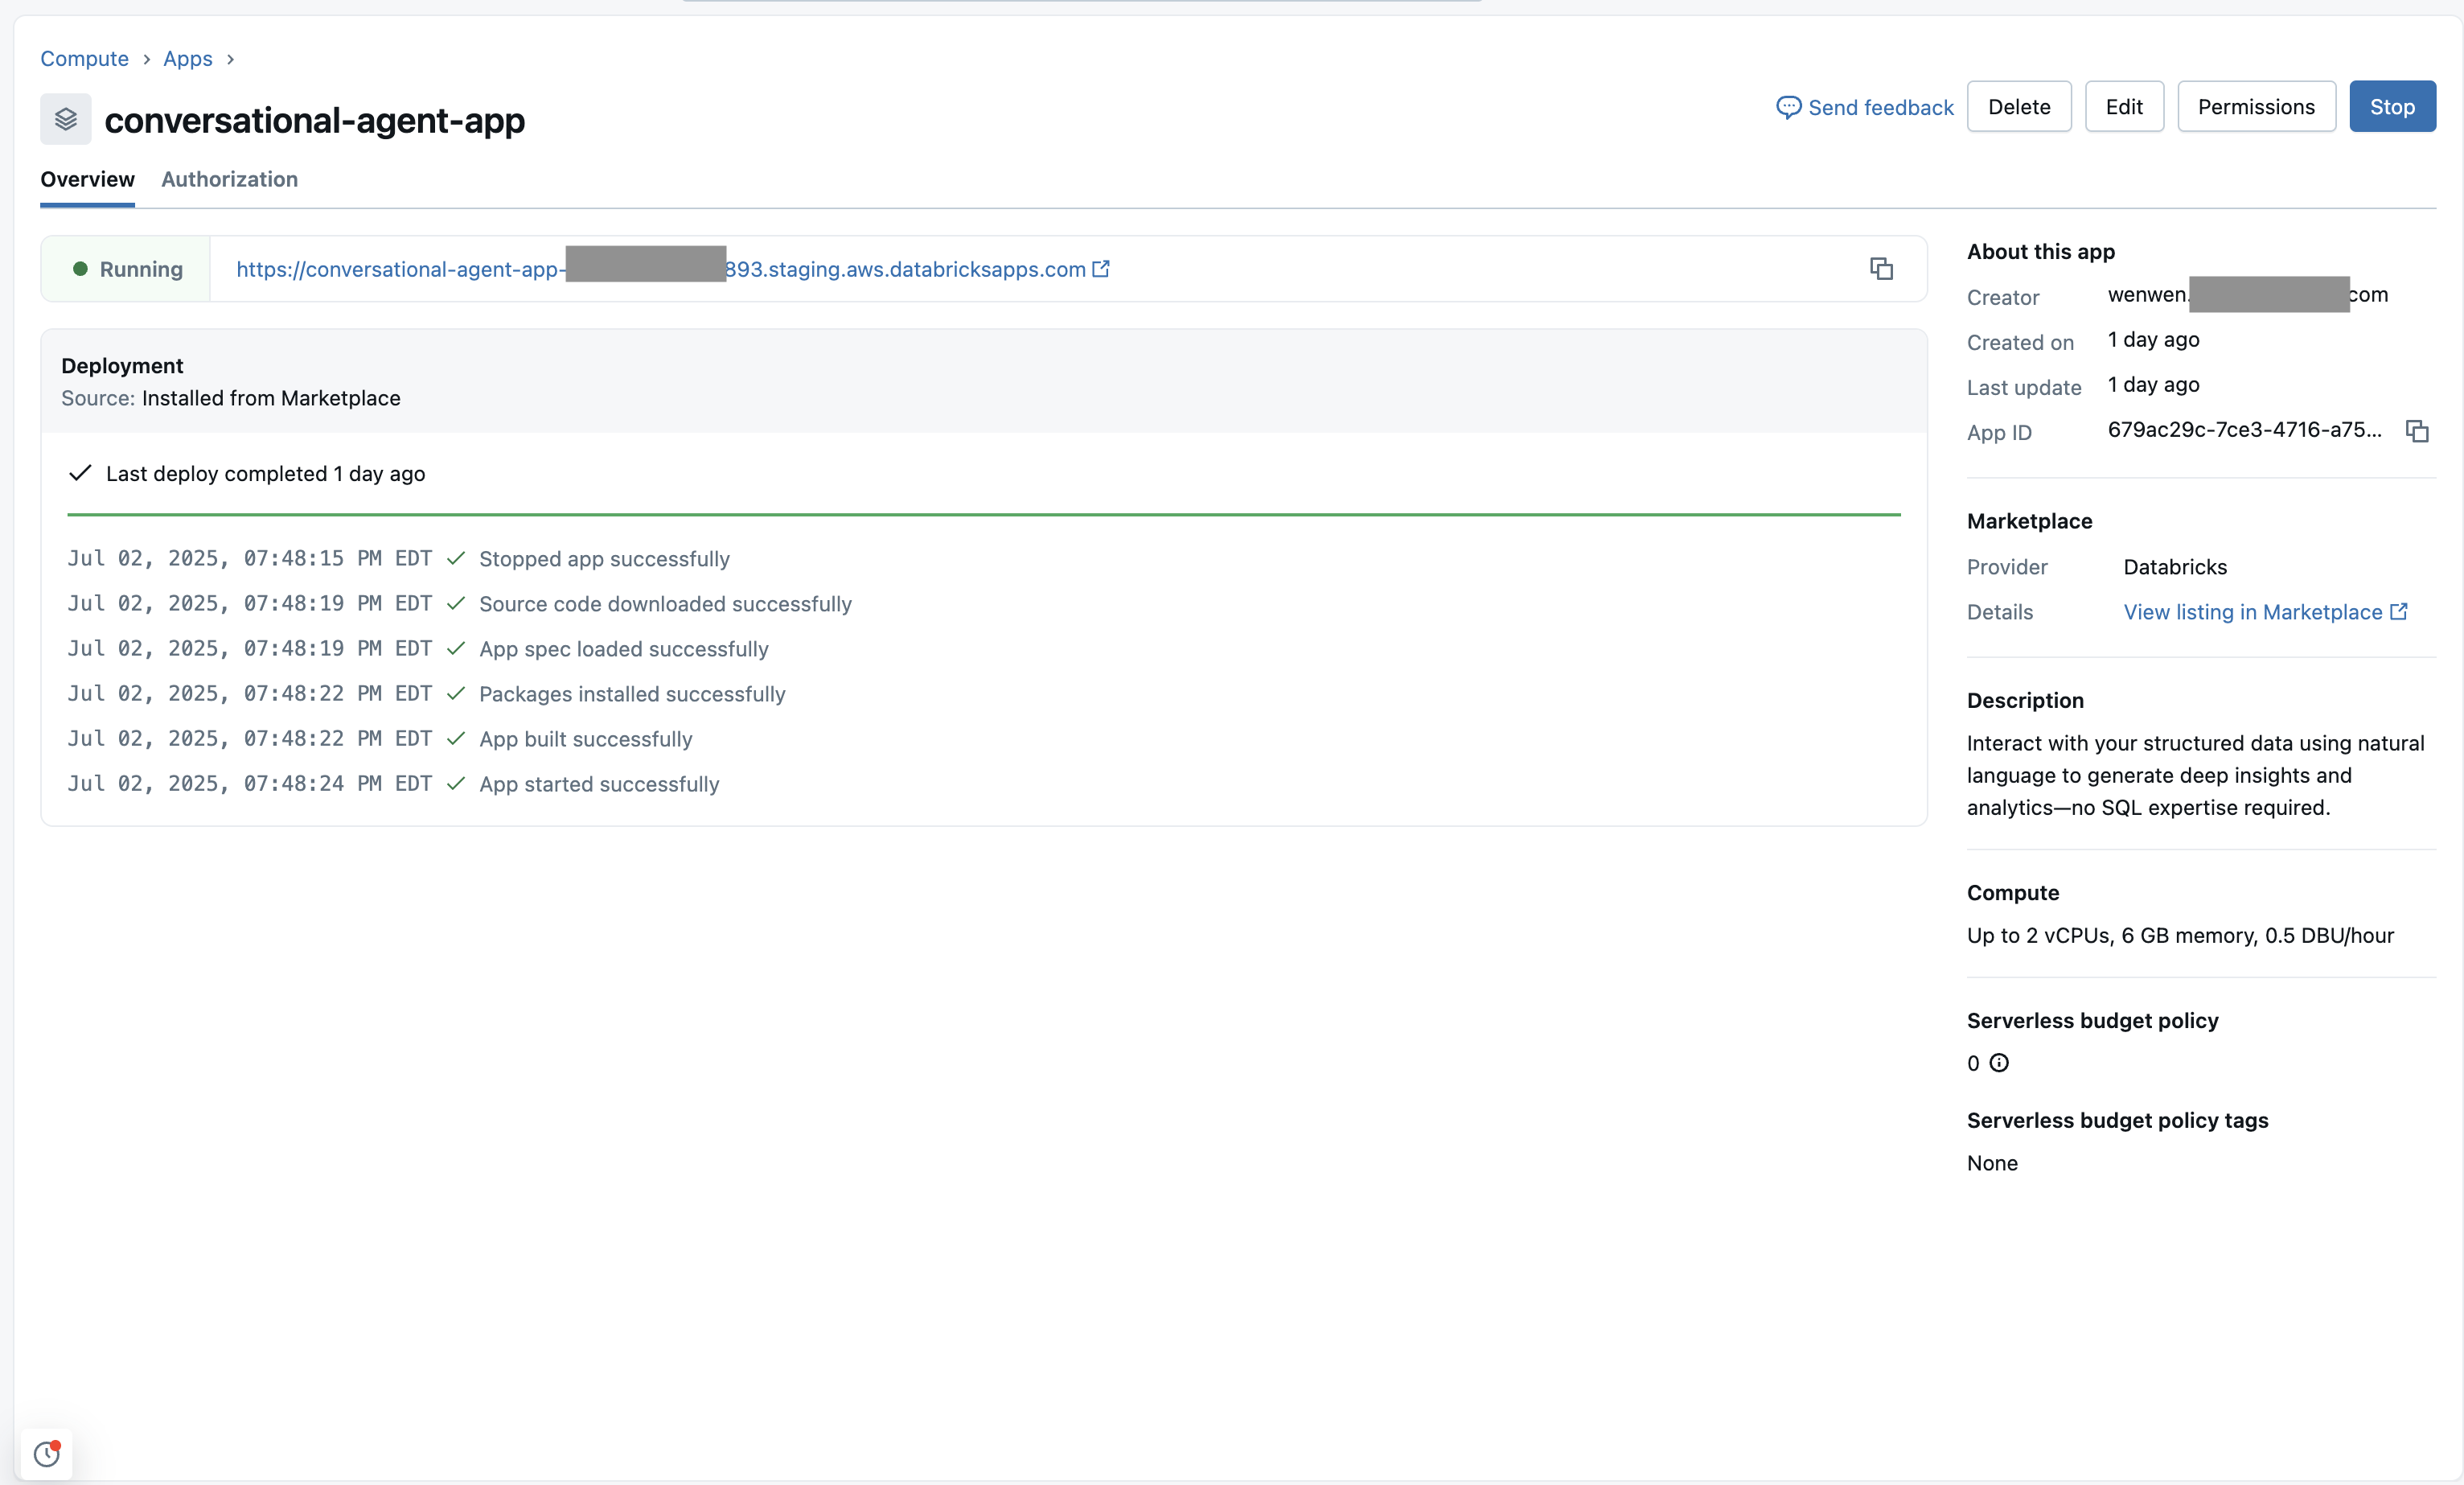 Compute > Apps >
conversational-agent-app
Send feedback
Delete
Edit
Permissions
Stop
Overview
Authorization
Running
https://conversational-agent-app-893.staging.aws.databricksapps.com
Deployment
Source: Installed from Marketplace
Last deploy completed 1 day ago
Jul 02, 2025, 07:48:15 PM EDT Stopped app successfully
Jul 02, 2025, 07:48:19 PM EDT Source code downloaded successfully
Jul 02, 2025, 07:48:19 PM EDT App spec loaded successfully
Jul 02, 2025, 07:48:22 PM EDT Packages installed successfully
Jul 02, 2025, 07:48:22 PM EDT App built successfully
Jul 02, 2025, 07:48:24 PM EDT App started successfully
About this app
Creator wenwen. com
Created on 1 day ago
Last update 1 day ago
App ID 679ac29c-7ce3-4716-a75...
Marketplace
Provider Databricks
Details View listing in Marketplace
Description
Interact with your structured data using natural
language to generate deep insights and
analytics—no SQL expertise required.
Compute
Up to 2 vCPUs, 6 GB memory, 0.5 DBU/hour
Serverless budget policy
0
Serverless budget policy tags
None